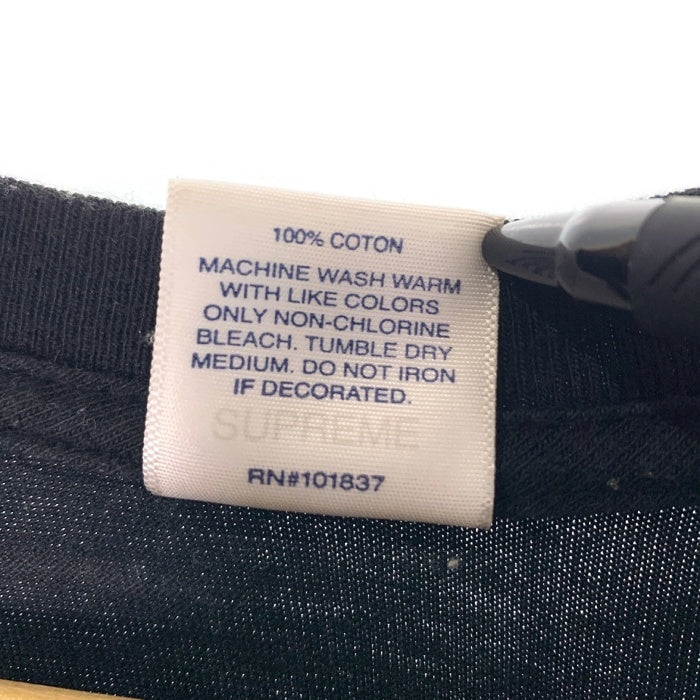 100% COTON
MACHINE WASH WARM
WITH LIKE COLORS
ONLY NON-CHLORINE
BLEACH. TUMBLE DRY
MEDIUM. DO NOT IRON
IF DECORATED.
SUPREME
RN#101837